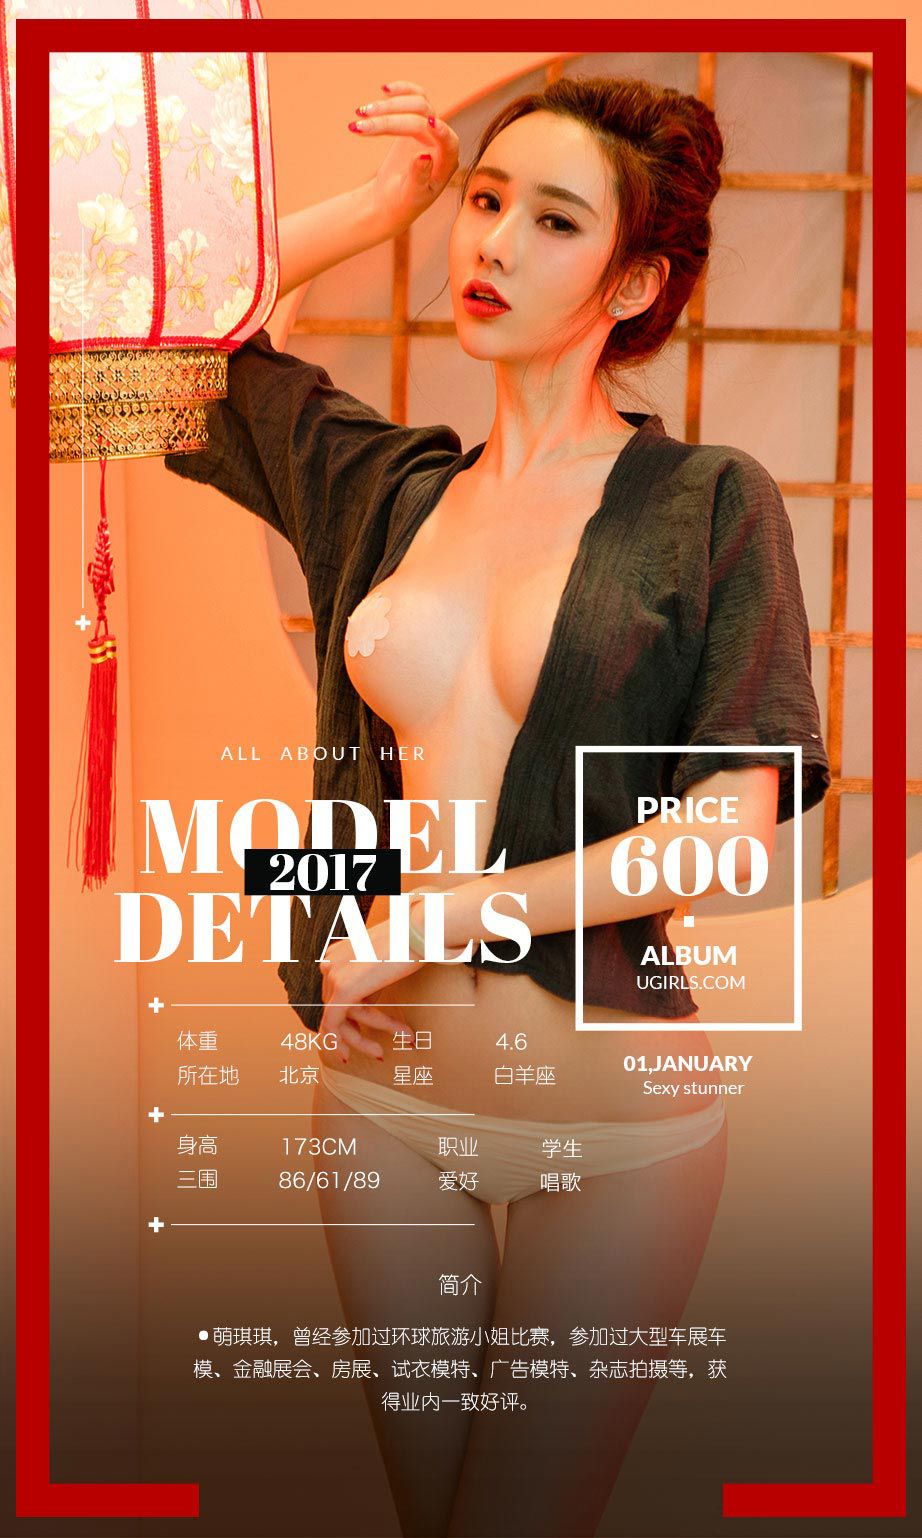 ALL ABOUT HER
MODEL
2017
DETAILS
PRICE
600
ALBUM
UGIRLS.COM
01,JANUARY
Sexy stunner
体重 48KG 生日 4.6
所在地 北京 星座 白羊座
身高 173CM 职业 学生
三围 86/61/89 爱好 唱歌
简介
●萌琪琪，曾经参加过环球旅游小姐比赛，参加过大型车展车
模、金融展会、房展、试衣模特、广告模特、杂志拍摄等，获
得业内一致好评。